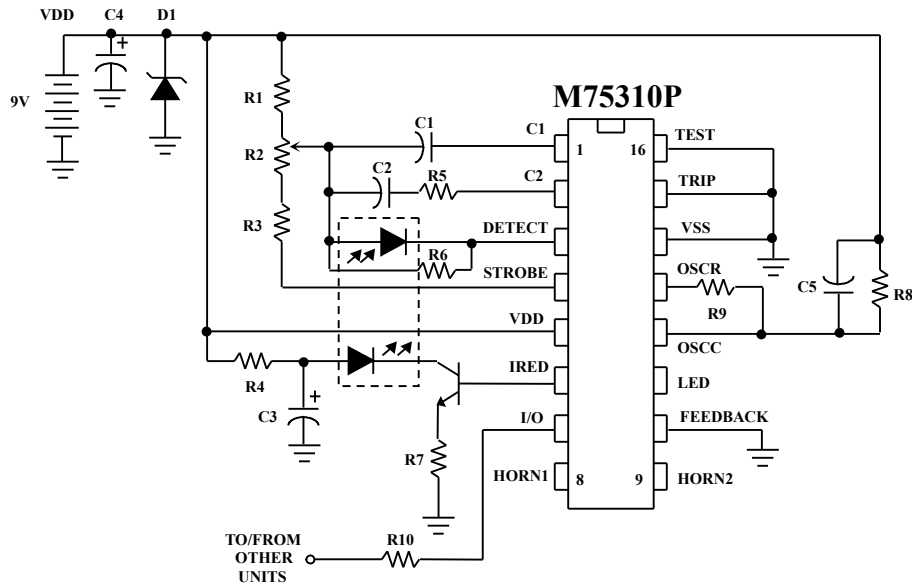 VDD C4 D1
+
9V
R1
R2
R3
C1
C2 R5
R6
M75310P
C1
C2
DETECT
STROBE
VDD
IRED
I/O
HORN1
1 16
8 9
TEST
TRIP
VSS
OSCR
R9
OSCC
LED
FEEDBACK
HORN2
C5
R8
R4
+
C3
R7
R10
TO/FROM
OTHER
UNITS